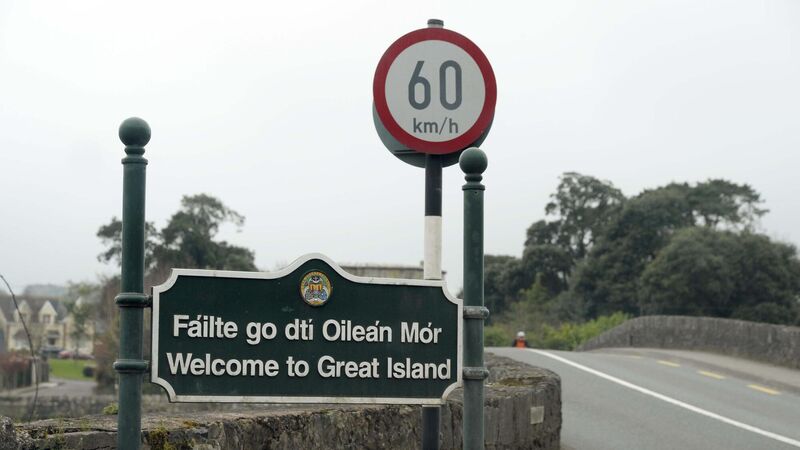 60
km/h
Fáilte go dtí Oileán Mór
Welcome to Great Island